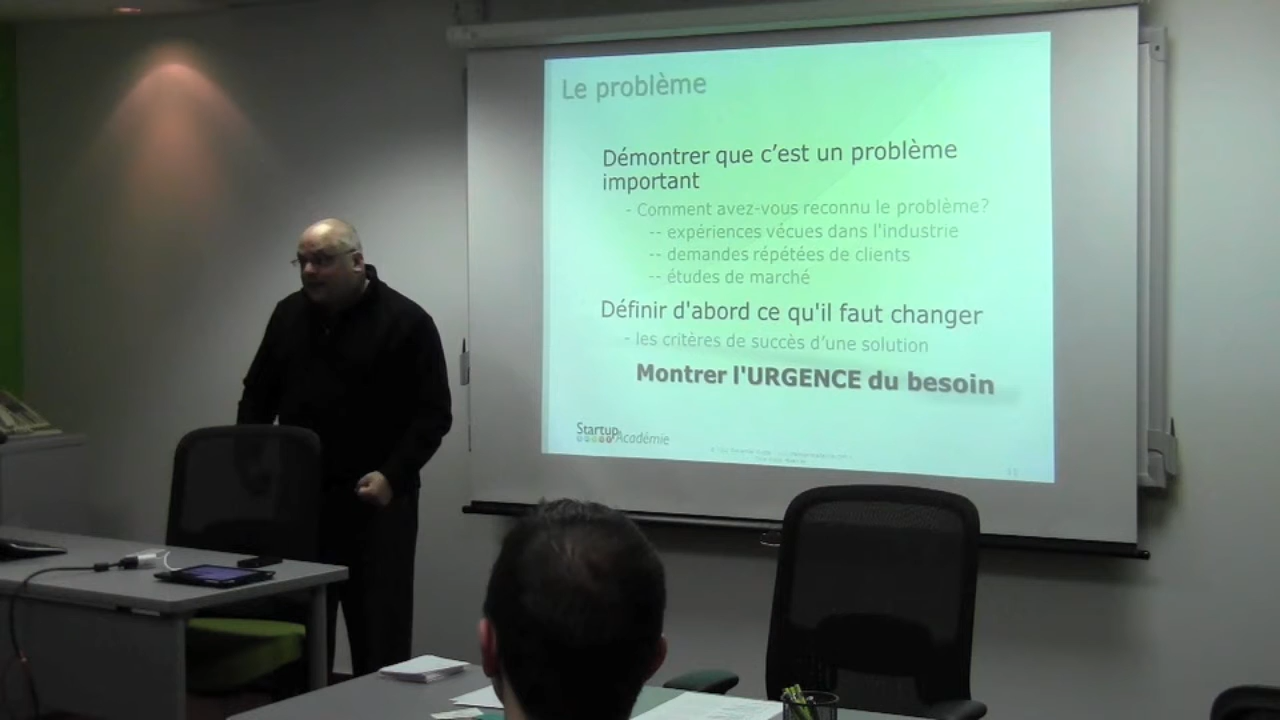 Le problème
Démontrer que c’est un problème
important
- Comment avez-vous reconnu le problème?
-- expériences vécues dans l'industrie
-- demandes répétées de clients
-- études de marché
Définir d'abord ce qu'il faut changer
- les critères de succès d’une solution
Montrer l'URGENCE du besoin
Startup Académie